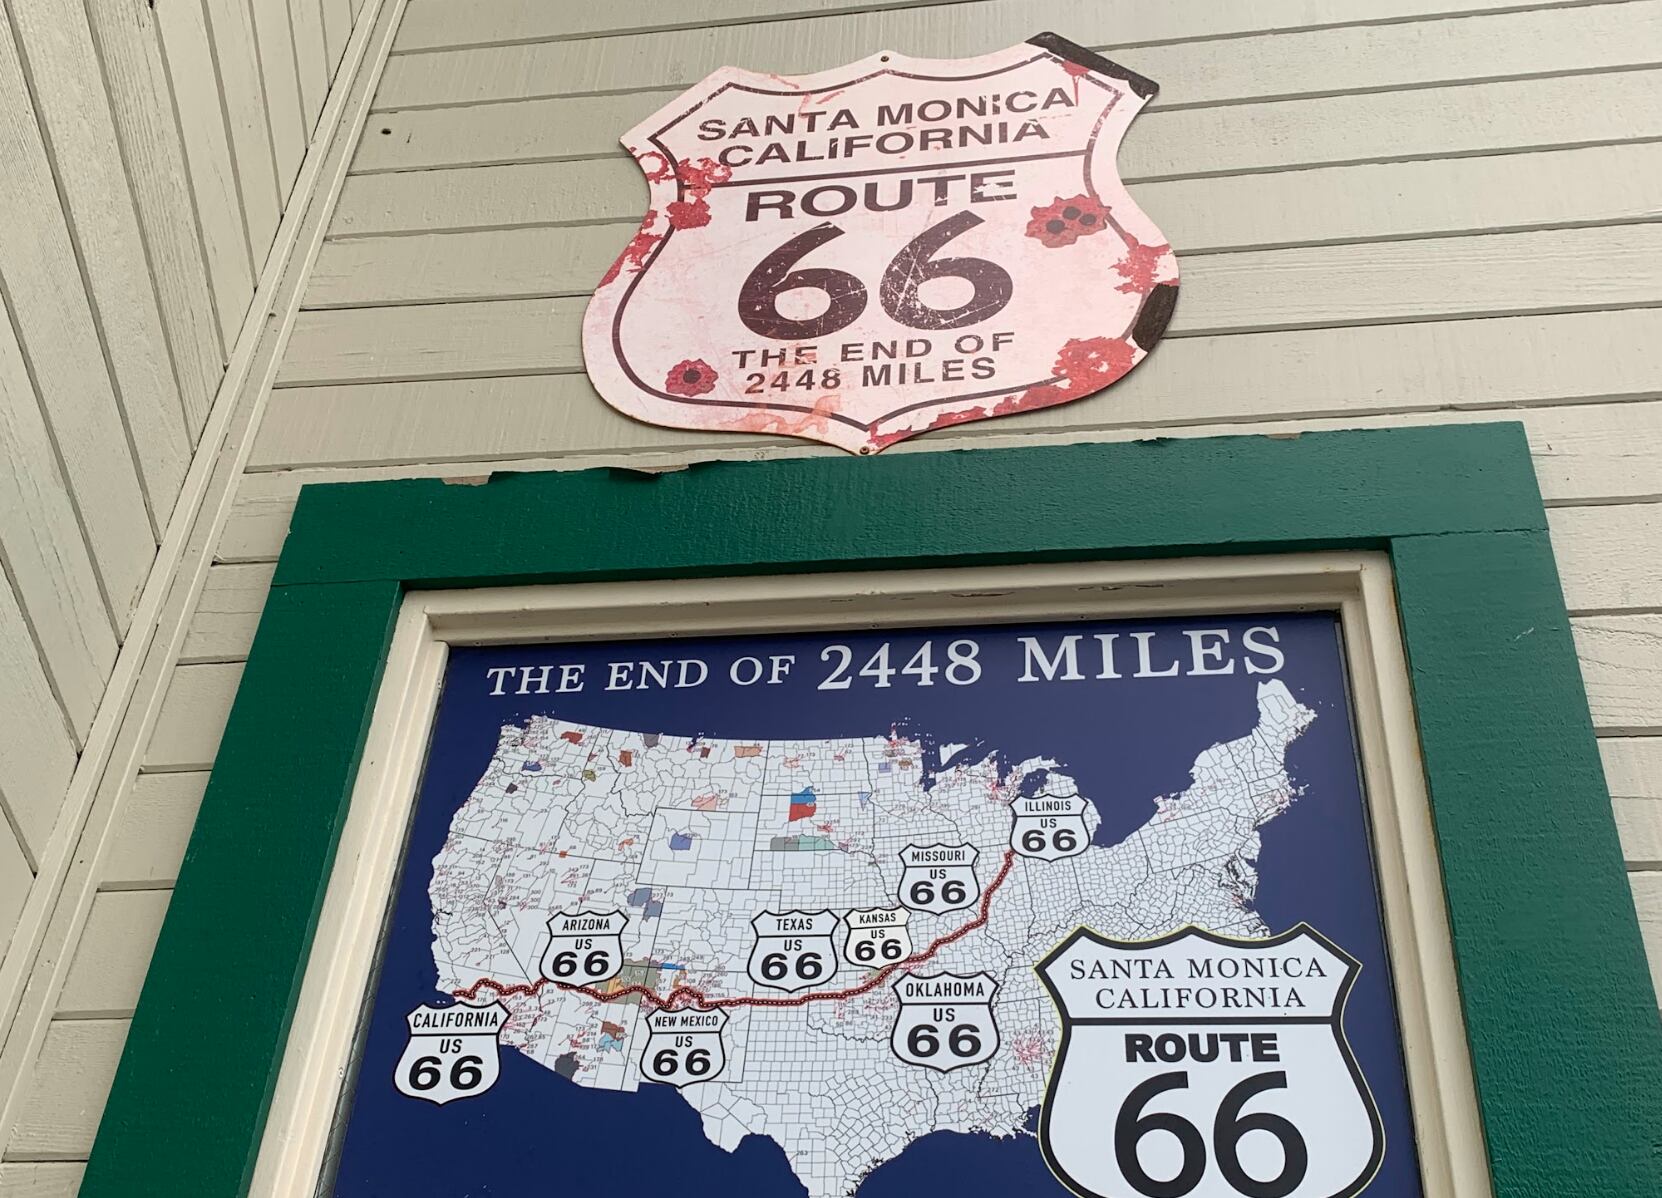 SANTA MONICA
CALIFORNIA
ROUTE
66
THE END OF
2448 MILES
THE END OF 2448 MILES
ILLINOIS
US
66
MISSOURI
US
66
ARIZONA
US
66
TEXAS
US
66
KANSAS
US
66
OKLAHOMA
US
66
CALIFORNIA
US
66
NEW MEXICO
US
66
SANTA MONICA
CALIFORNIA
ROUTE
66